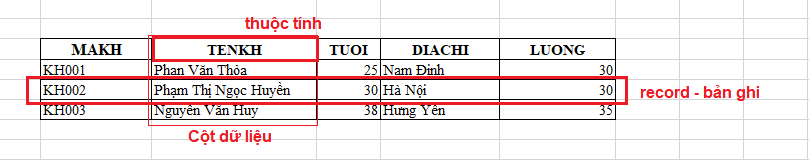 thuộc tính
MAKH TENKH TUOI DIACHI LUONG
KH001 Phan Văn Thỏa 25 Nam Đinh 30
KH002 Phạm Thị Ngọc Huyền 30 Hà Nội 30
record - bản ghi
KH003 Nguyễn Văn Huy 38 Hưng Yên 35
Cột dữ liệu